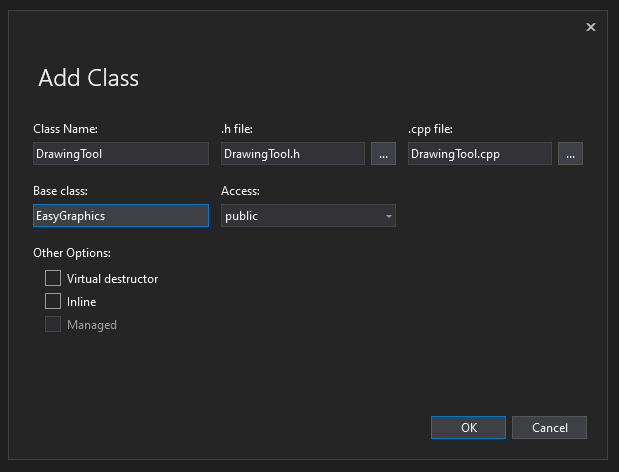 Add Class
Class Name: .h file: .cpp file:
DrawingTool DrawingTool.h ... DrawingTool.cpp ...
Base class: Access:
EasyGraphics public
Other Options:
Virtual destructor
Inline
Managed
OK Cancel